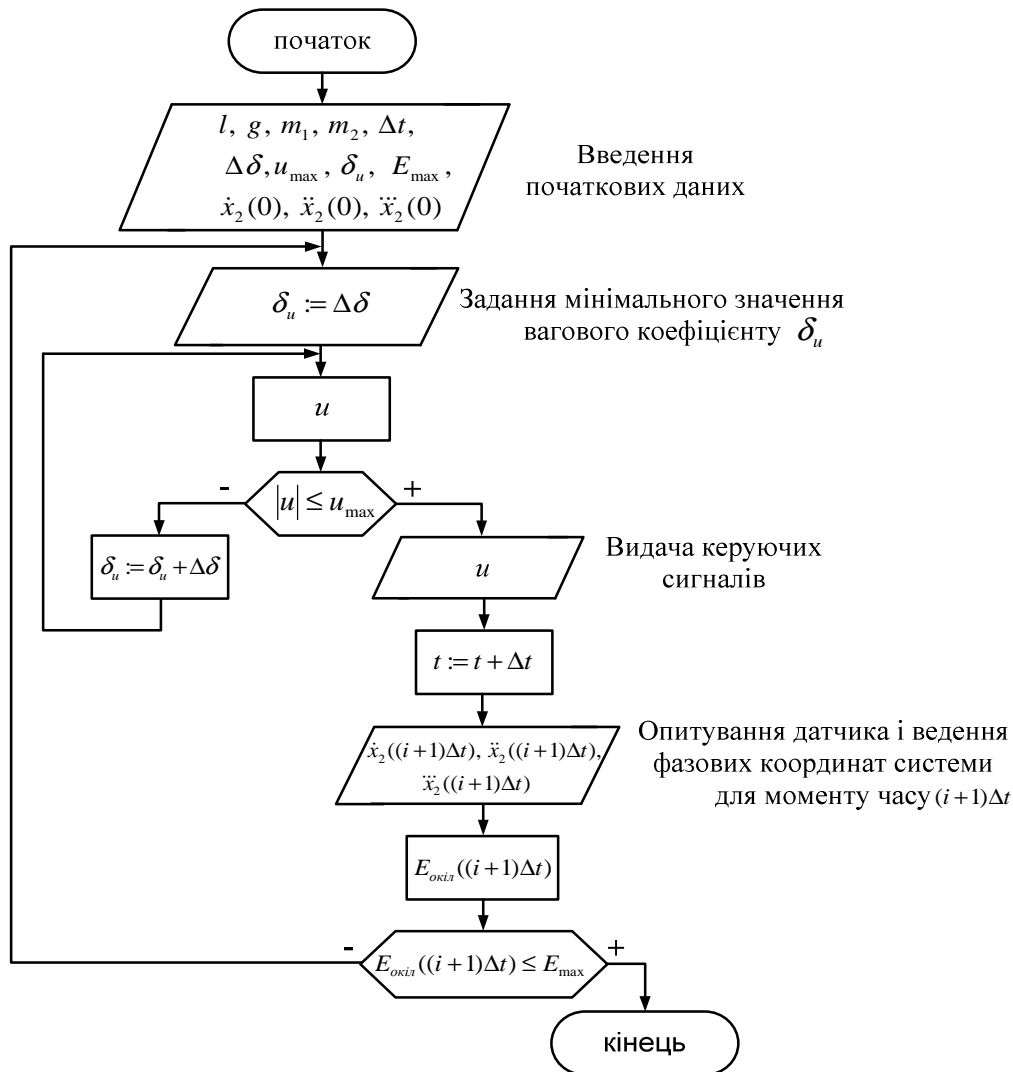 початок
l, g, m₁, m₂, Δt,
Δδ, u_max, δ_u, E_max,
ẋ₂(0), ẍ₂(0), x⃛₂(0)
Введення
початкових даних
δ_u := Δδ
Задання мінімального значення
вагового коефіцієнту δ_u
u
|u| ≤ u_max
-
+
δ_u := δ_u + Δδ
u
Видача керуючих
сигналів
t := t + Δt
ẋ₂((i+1)Δt), ẍ₂((i+1)Δt),
x⃛₂((i+1)Δt)
Опитування датчика і ведення
фазових координат системи
для моменту часу (i+1)Δt
E_окіл((i+1)Δt)
E_окіл((i+1)Δt) ≤ E_max
-
+
кінець